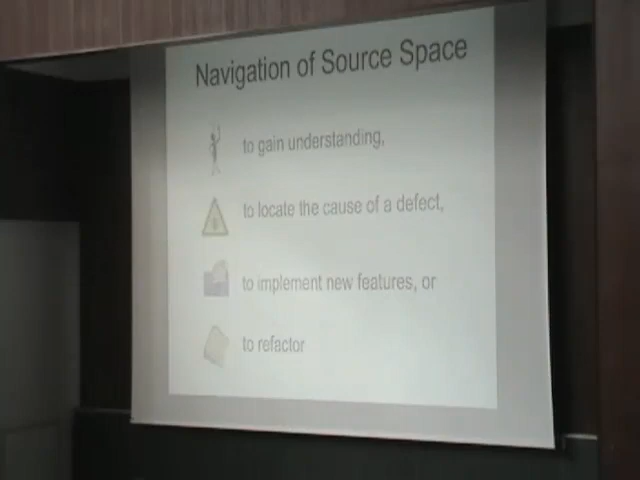 Navigation of Source Space
to gain understanding,
to locate the cause of a defect,
to implement new features, or
to refactor